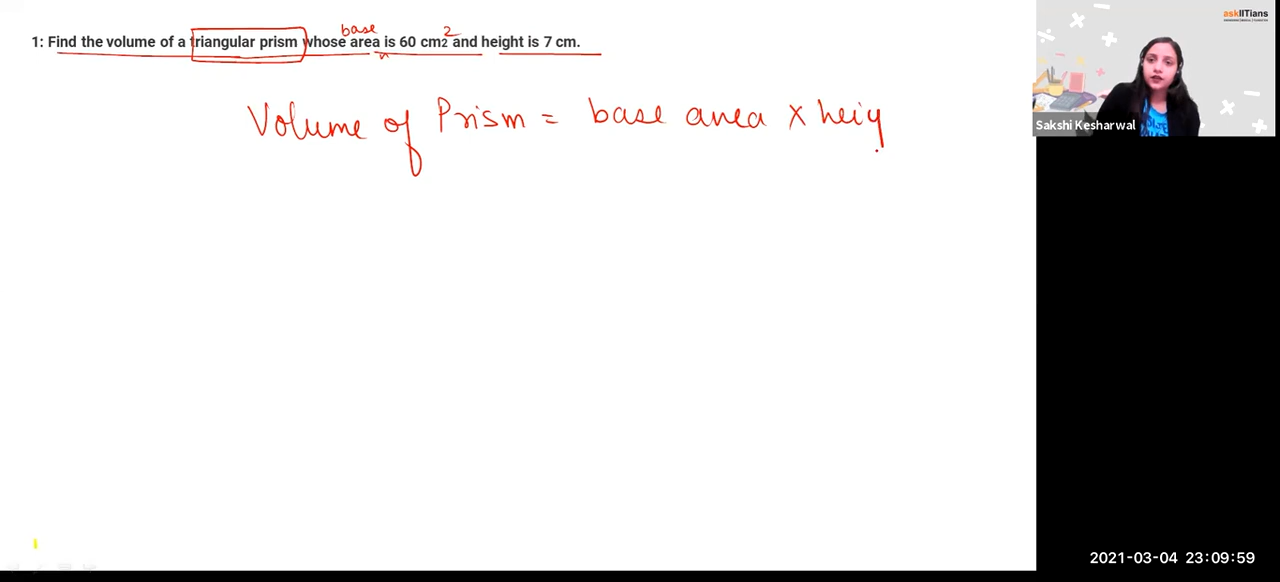 base 2
1: Find the volume of a triangular prism whose area is 60 cm2 and height is 7 cm.
Volume of Prism = base area × heig
askIITians
Sakshi Kesharwal
2021-03-04 23:09:59